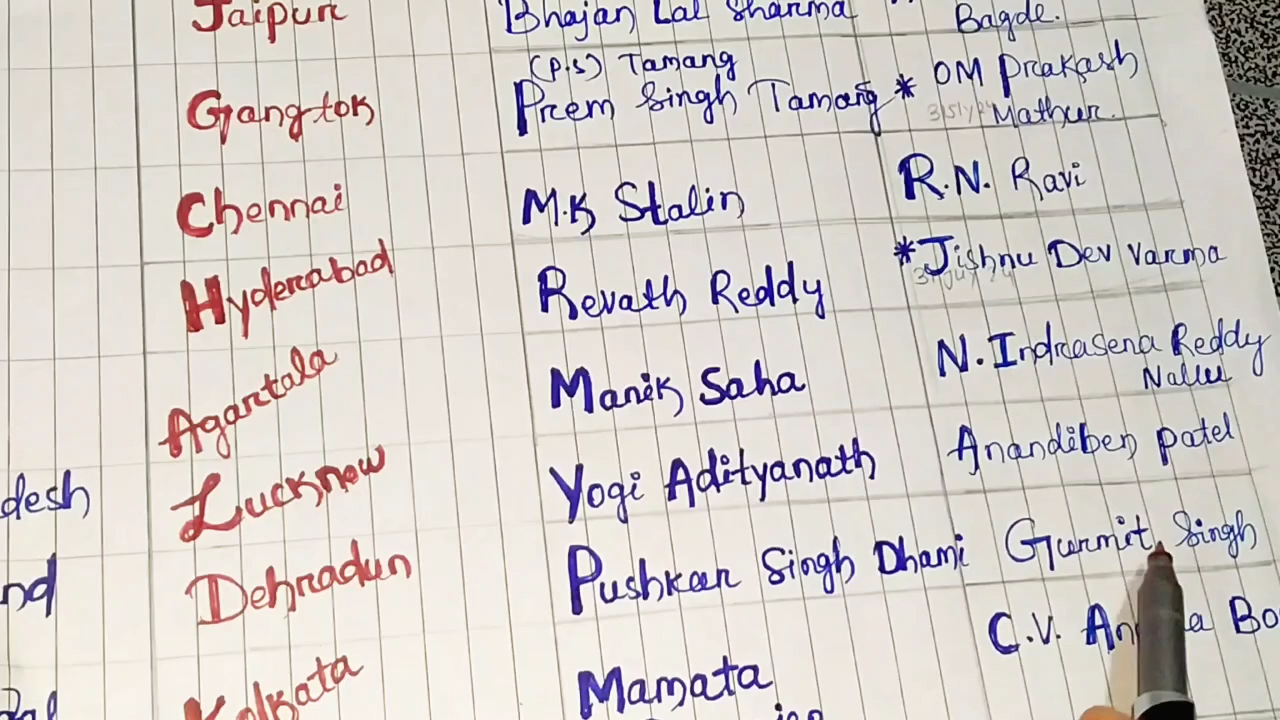 Jaipur Bhajan Lal Sharma Bagde.
(P.S) Tamang
Gangtok Prem Singh Tamang * OM Prakash
Mathur.
Chennai M.K Stalin R.N. Ravi
Hyderabad Revath Reddy *Jishnu Dev Varma
Agartala Manik Saha N. Indrasena Reddy
Nallu
desh Lucknow Yogi Adityanath Anandiben Patel
nd Dehradun Pushkar Singh Dhami Gurmit Singh
Kolkata Mamata C.V.